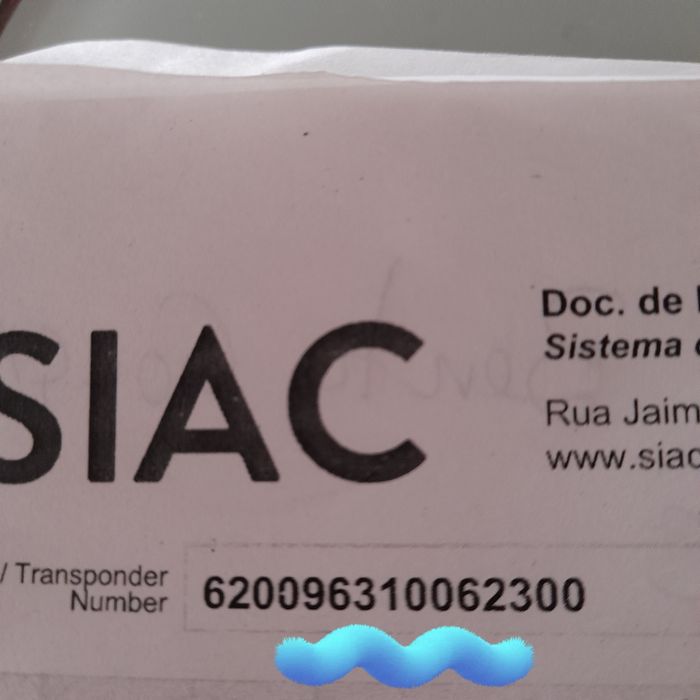 SIAC
Doc. de
Sistema
Rua Jaim
www.siac
/ Transponder
Number
620096310062300